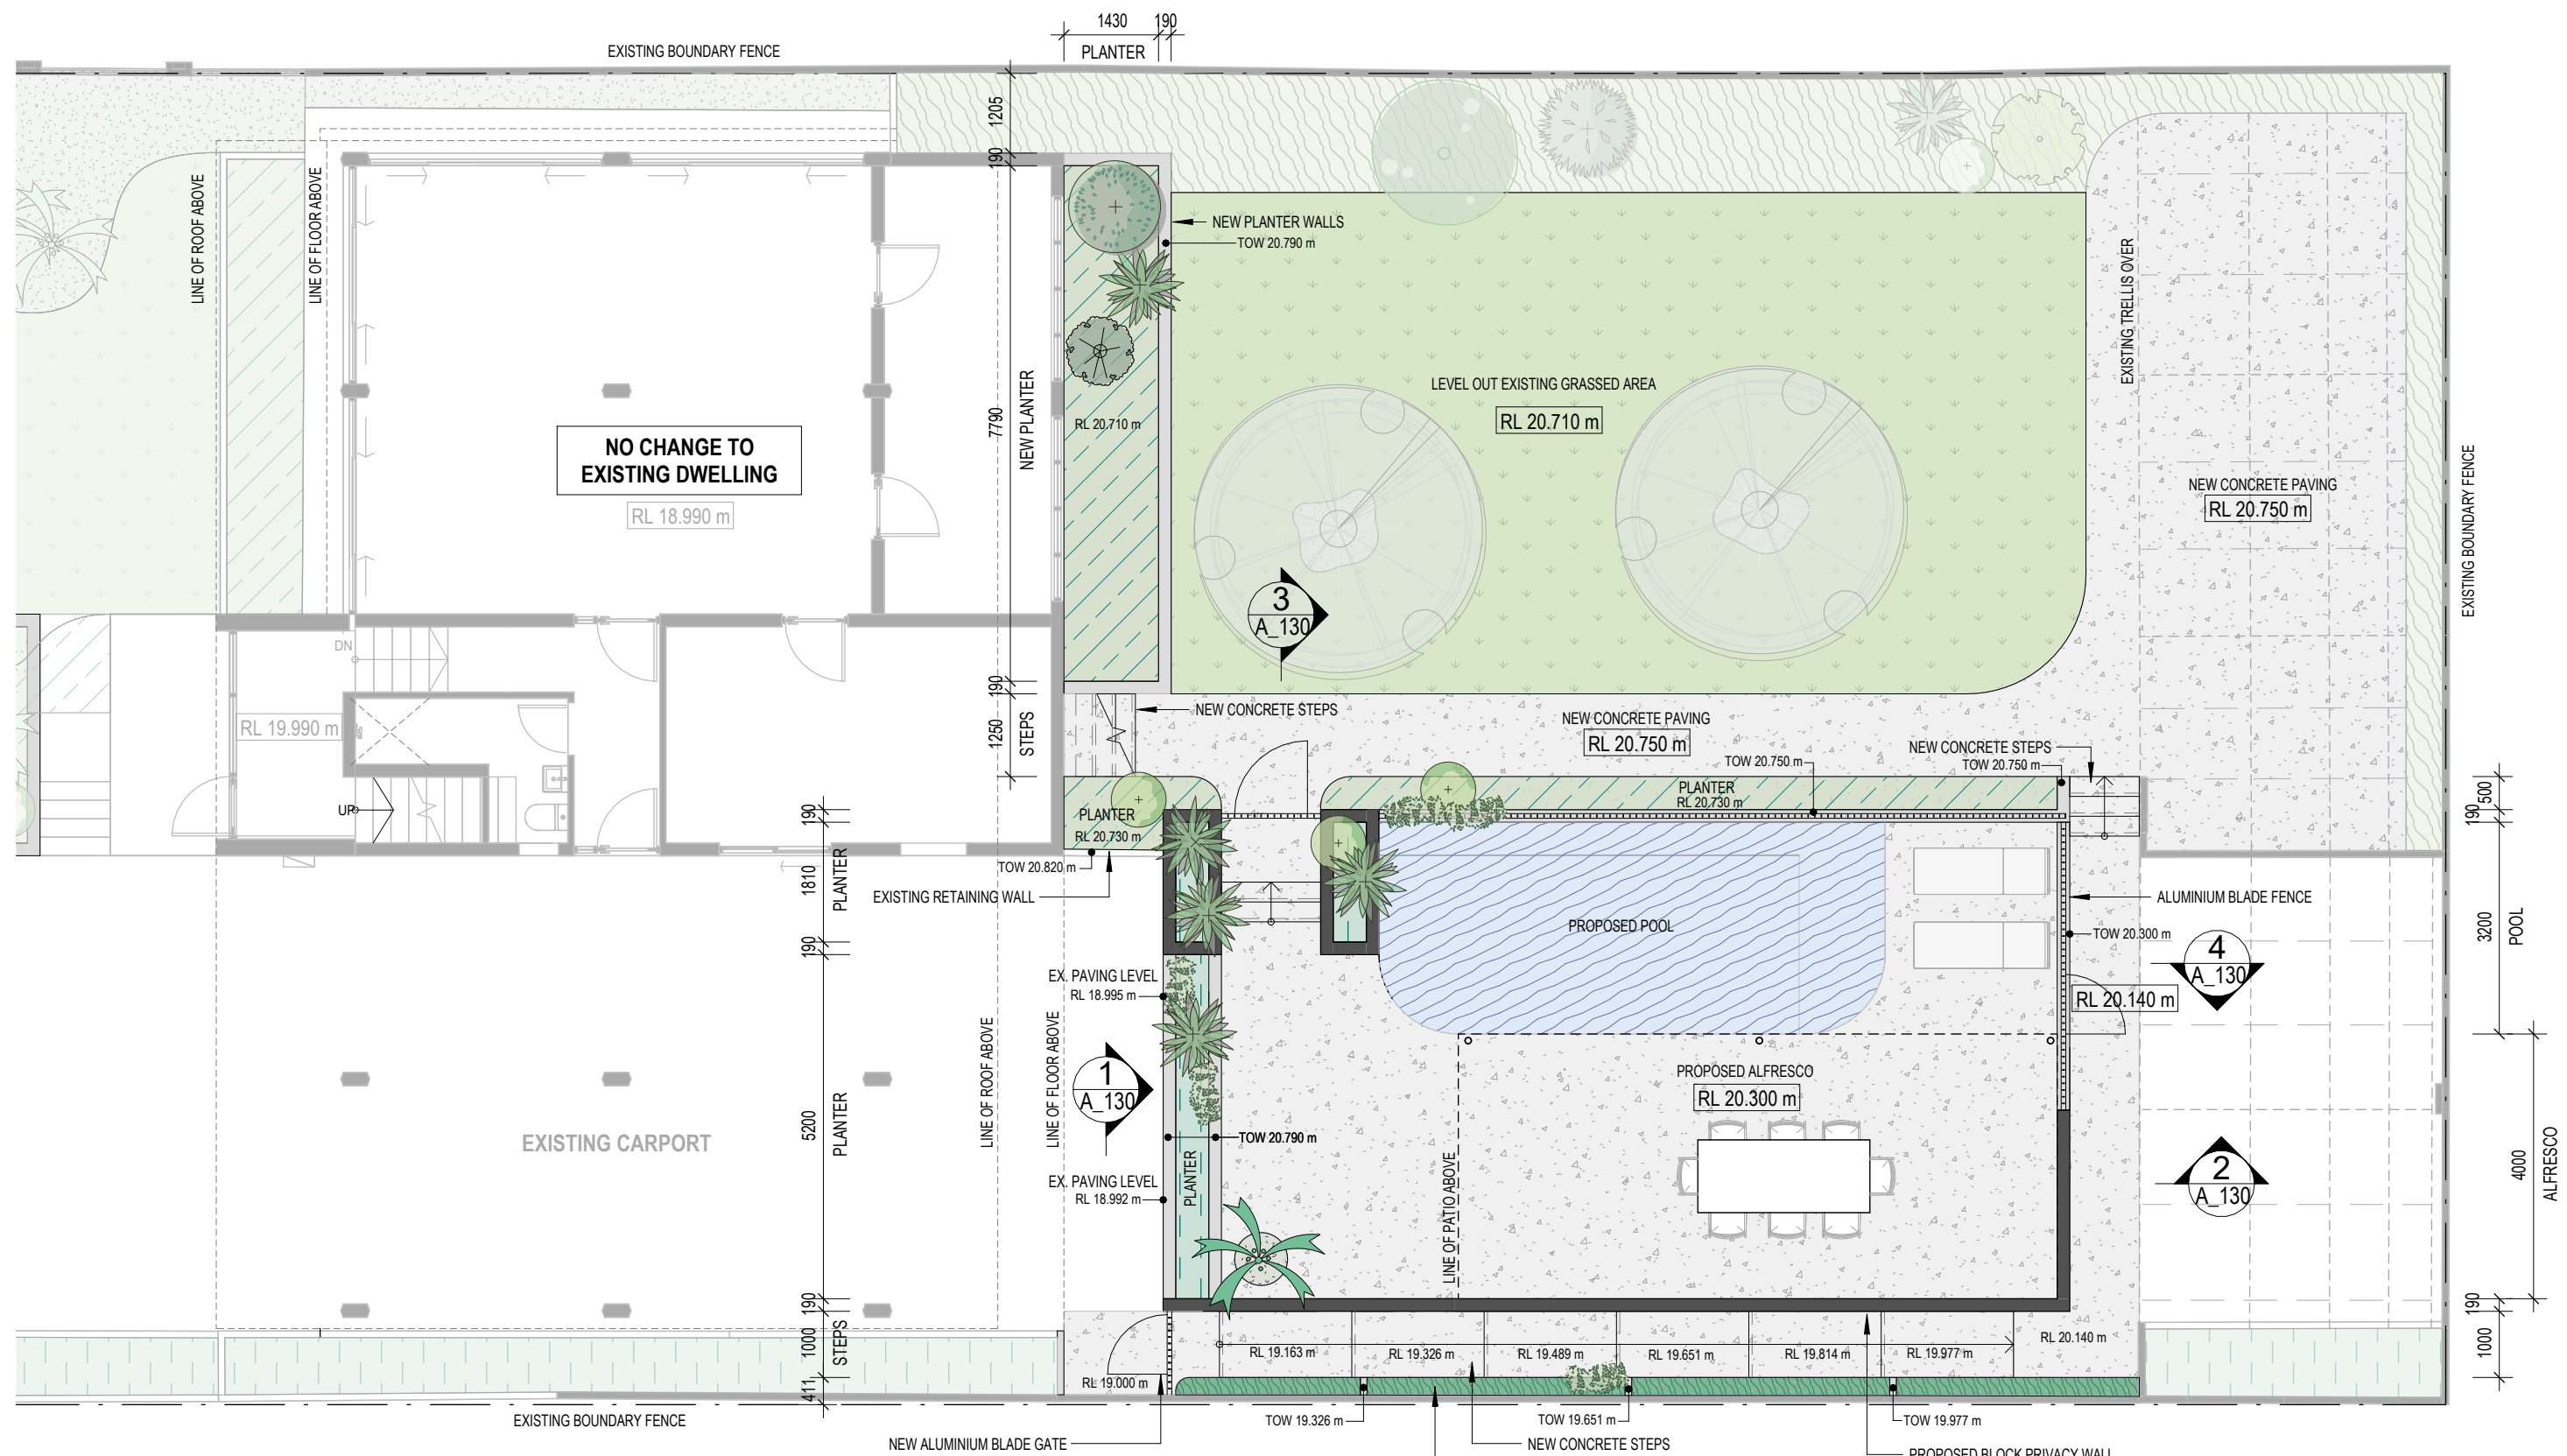 1430 190
PLANTER
EXISTING BOUNDARY FENCE
1205
190
LINE OF ROOF ABOVE
LINE OF FLOOR ABOVE
NEW PLANTER WALLS
TOW 20.790 m
EXISTING TRELLIS OVER
LEVEL OUT EXISTING GRASSED AREA
RL 20.710 m
7790
NEW PLANTER
RL 20.710 m
NO CHANGE TO
EXISTING DWELLING
RL 18.990 m
NEW CONCRETE PAVING
RL 20.750 m
EXISTING BOUNDARY FENCE
3
A_130
DN
190
NEW CONCRETE STEPS
1250
STEPS
RL 19.990 m
NEW CONCRETE PAVING
RL 20.750 m
NEW CONCRETE STEPS
TOW 20.750 m
TOW 20.750 m
PLANTER
RL 20.730 m
500
190
UP
190
PLANTER
RL 20.730 m
TOW 20.820 m
1810
PLANTER
EXISTING RETAINING WALL
190
PROPOSED POOL
ALUMINIUM BLADE FENCE
TOW 20.300 m
3200
POOL
4
A_130
EX. PAVING LEVEL
RL 18.995 m
RL 20.140 m
LINE OF ROOF ABOVE
LINE OF FLOOR ABOVE
1
A_130
PROPOSED ALFRESCO
RL 20.300 m
5200
PLANTER
EXISTING CARPORT
TOW 20.790 m
EX. PAVING LEVEL
RL 18.992 m
PLANTER
LINE OF PATIO ABOVE
2
A_130
4000
ALFRESCO
190
190
1000
STEPS
411
RL 19.163 m
RL 19.326 m
RL 19.489 m
RL 19.651 m
RL 19.814 m
RL 19.977 m
RL 20.140 m
1000
RL 19.000 m
EXISTING BOUNDARY FENCE
TOW 19.326 m
TOW 19.651 m
TOW 19.977 m
NEW ALUMINIUM BLADE GATE
NEW CONCRETE STEPS
PROPOSED BLOCK PRIVACY WALL